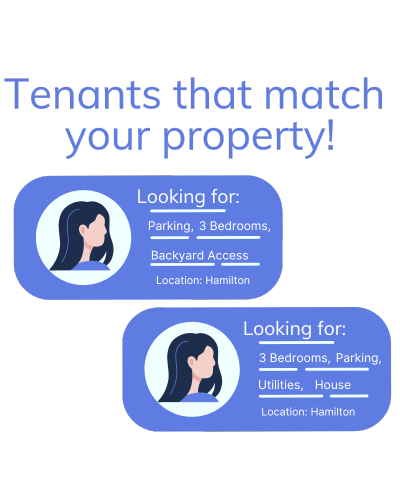 Tenants that match
your property!
Looking for:
Parking, 3 Bedrooms,
Backyard Access
Location: Hamilton
Looking for:
3 Bedrooms, Parking,
Utilities, House
Location: Hamilton